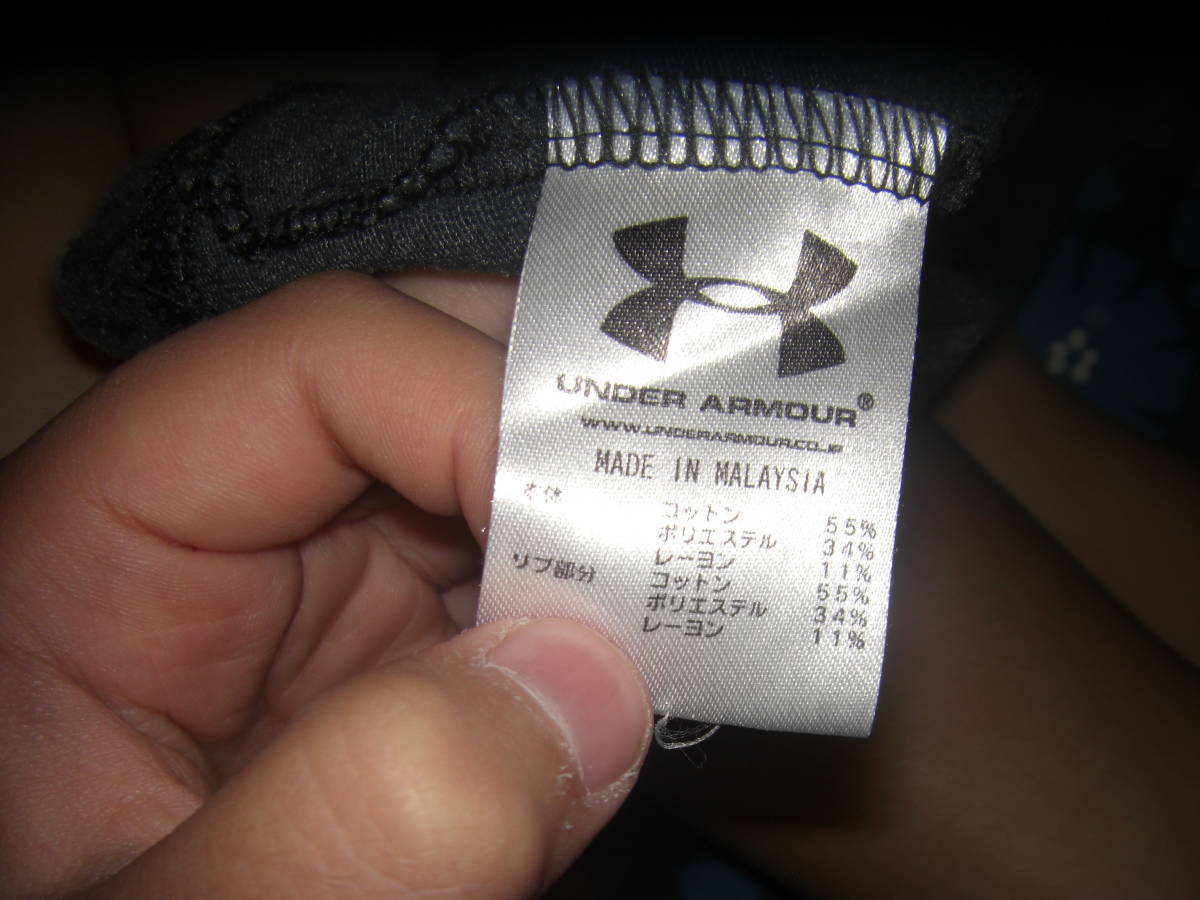 UNDER ARMOUR®
WWW.UNDERARMOUR.CO.JP
MADE IN MALAYSIA
本体 コットン 55%
ポリエステル 34%
レーヨン 11%
リブ部分 コットン 55%
ポリエステル 34%
レーヨン 11%